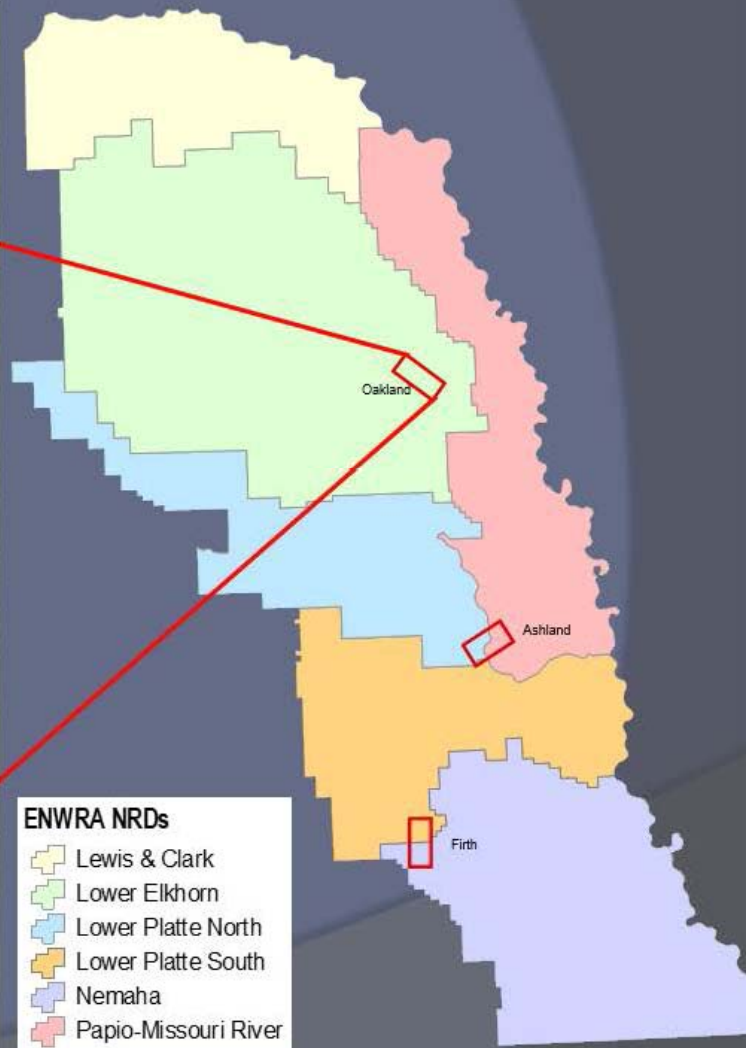 Oakland
Ashland
Firth
ENWRA NRDs
Lewis & Clark
Lower Elkhorn
Lower Platte North
Lower Platte South
Nemaha
Papio-Missouri River